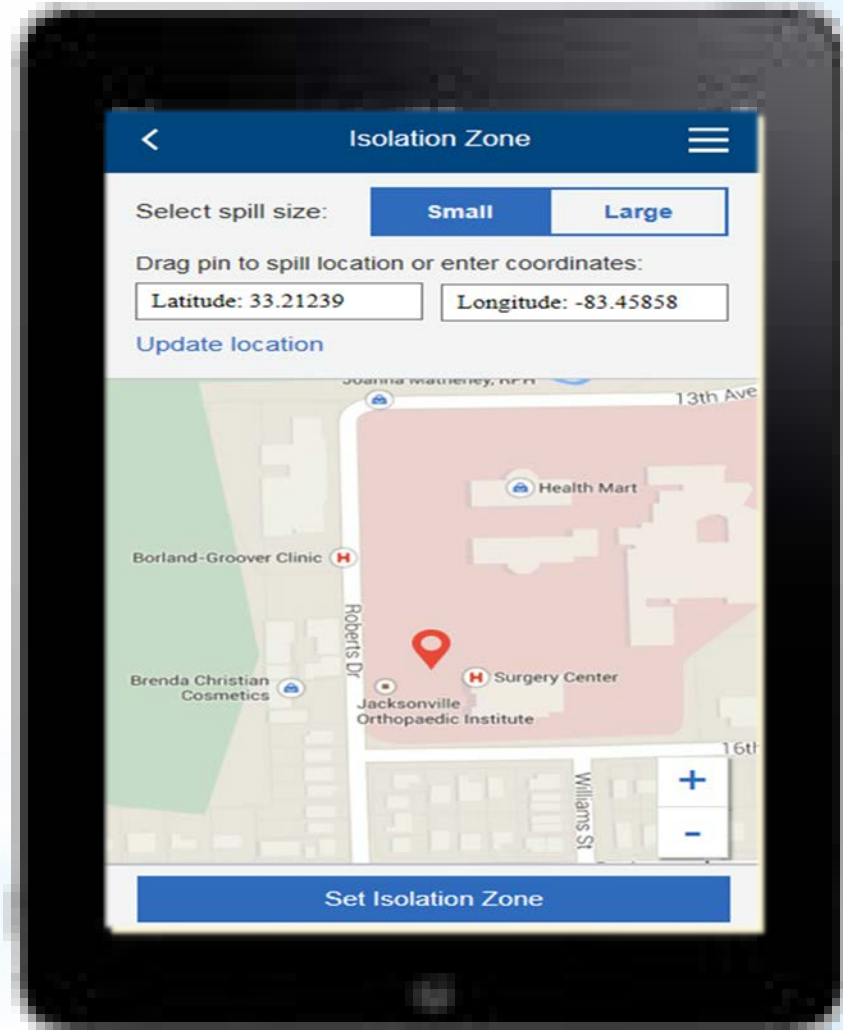 Isolation Zone
Select spill size:
Small
Large
Drag pin to spill location or enter coordinates:
Latitude: 33.21239
Longitude: -83.45858
Update location
13th Ave
Health Mart
Borland-Groover Clinic
H
Roberts Dr
Brenda Christian
Cosmetics
H
Surgery Center
Jacksonville
Orthopaedic Institute
16th
Williams St
+
-
Set Isolation Zone